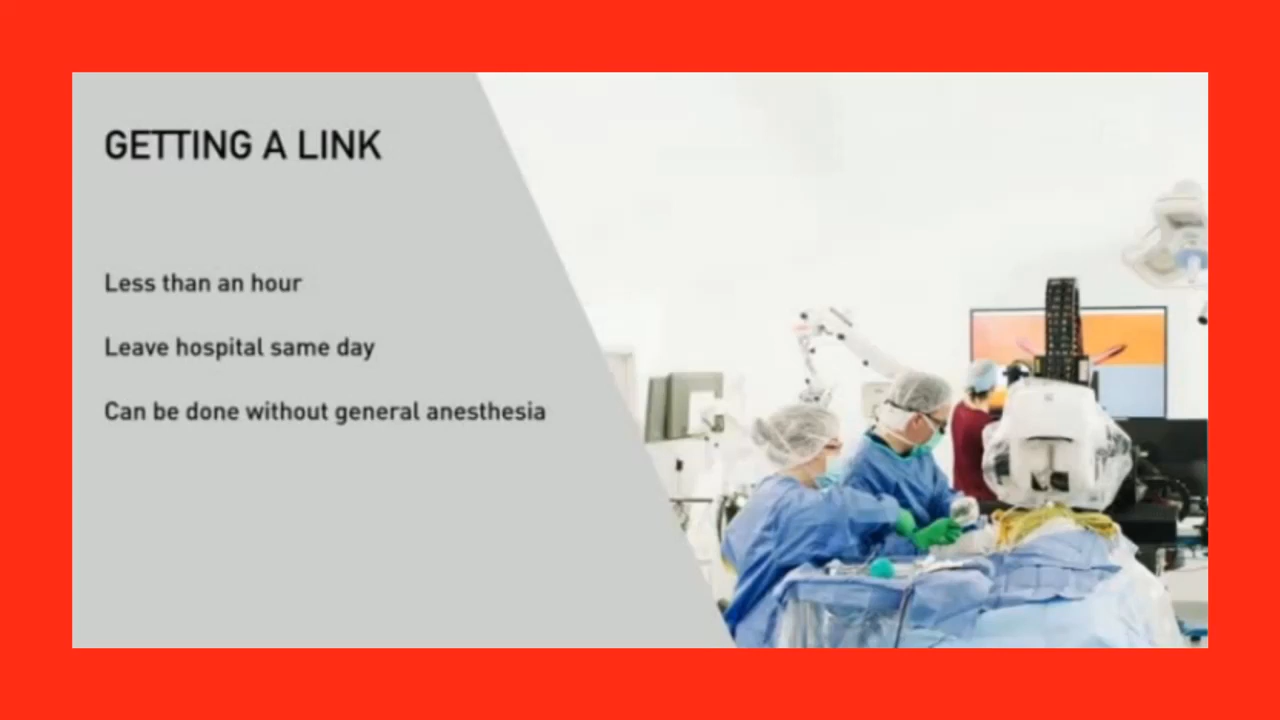 GETTING A LINK
Less than an hour
Leave hospital same day
Can be done without general anesthesia